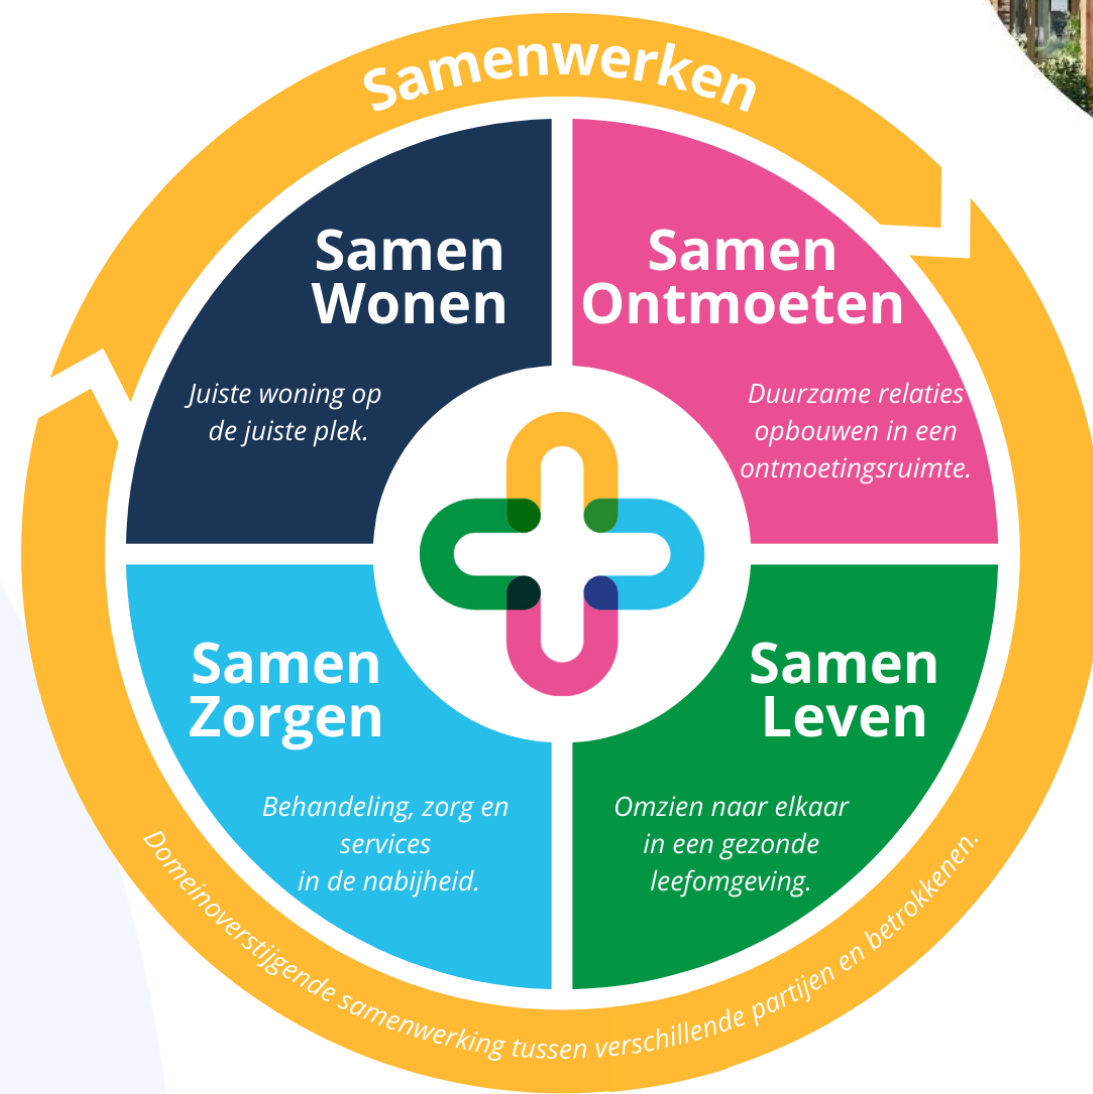 Samenwerken
Samen
Wonen
Juiste woning op
de juiste plek.
Samen
Ontmoeten
Duurzame relaties
opbouwen in een
ontmoetingsruimte.
Samen
Zorgen
Behandeling, zorg en
services
in de nabijheid.
Samen
Leven
Omzien naar elkaar
in een gezonde
leefomgeving.
Domeinoverstijgende samenwerking tussen verschillende partijen en betrokkenen.